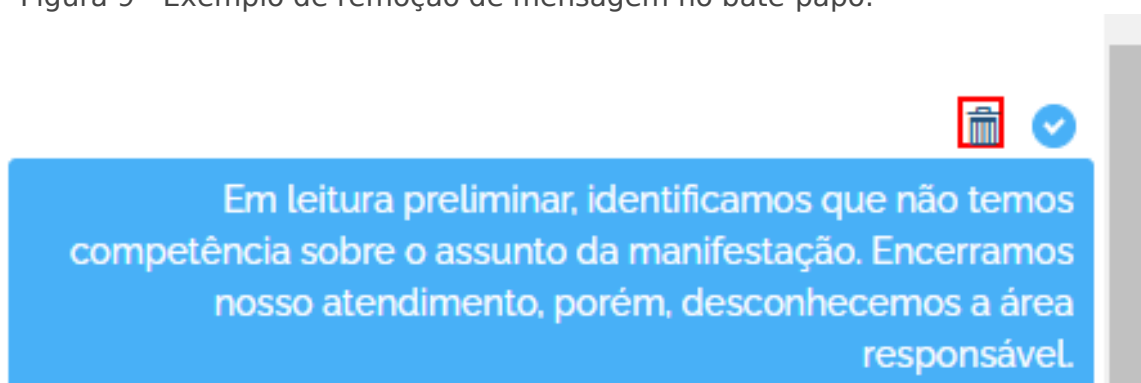 Figura 9 - Exemplo de remoção de mensagem no bate-papo.
Em leitura preliminar, identificamos que não temos
competência sobre o assunto da manifestação. Encerramos
nosso atendimento, porém, desconhecemos a área
responsável.